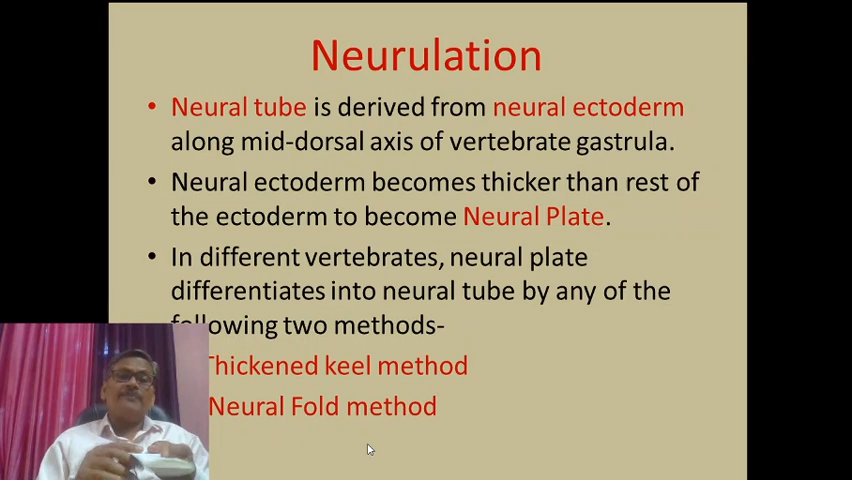 Neurulation
• Neural tube is derived from neural ectoderm
along mid-dorsal axis of vertebrate gastrula.
• Neural ectoderm becomes thicker than rest of
the ectoderm to become Neural Plate.
• In different vertebrates, neural plate
differentiates into neural tube by any of the
following two methods-
Thickened keel method
Neural Fold method